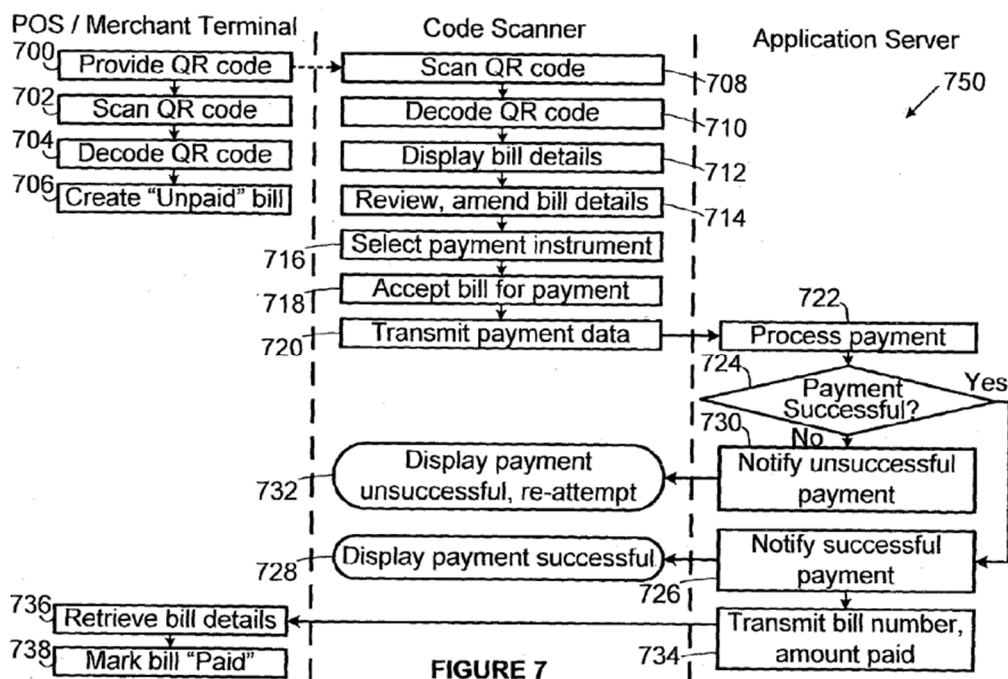 POS / Merchant Terminal
Code Scanner
Application Server
700
Provide QR code
Scan QR code
708
750
702
Scan QR code
Decode QR code
710
704
Decode QR code
Display bill details
712
706
Create “Unpaid” bill
Review, amend bill details
714
716
Select payment instrument
718
Accept bill for payment
722
720
Transmit payment data
Process payment
724
Payment
Successful?
Yes
730
No
732
Display payment
unsuccessful, re-attempt
Notify unsuccessful
payment
728
Display payment successful
Notify successful
payment
726
736
Retrieve bill details
Transmit bill number,
amount paid
734
738
Mark bill “Paid”
FIGURE 7